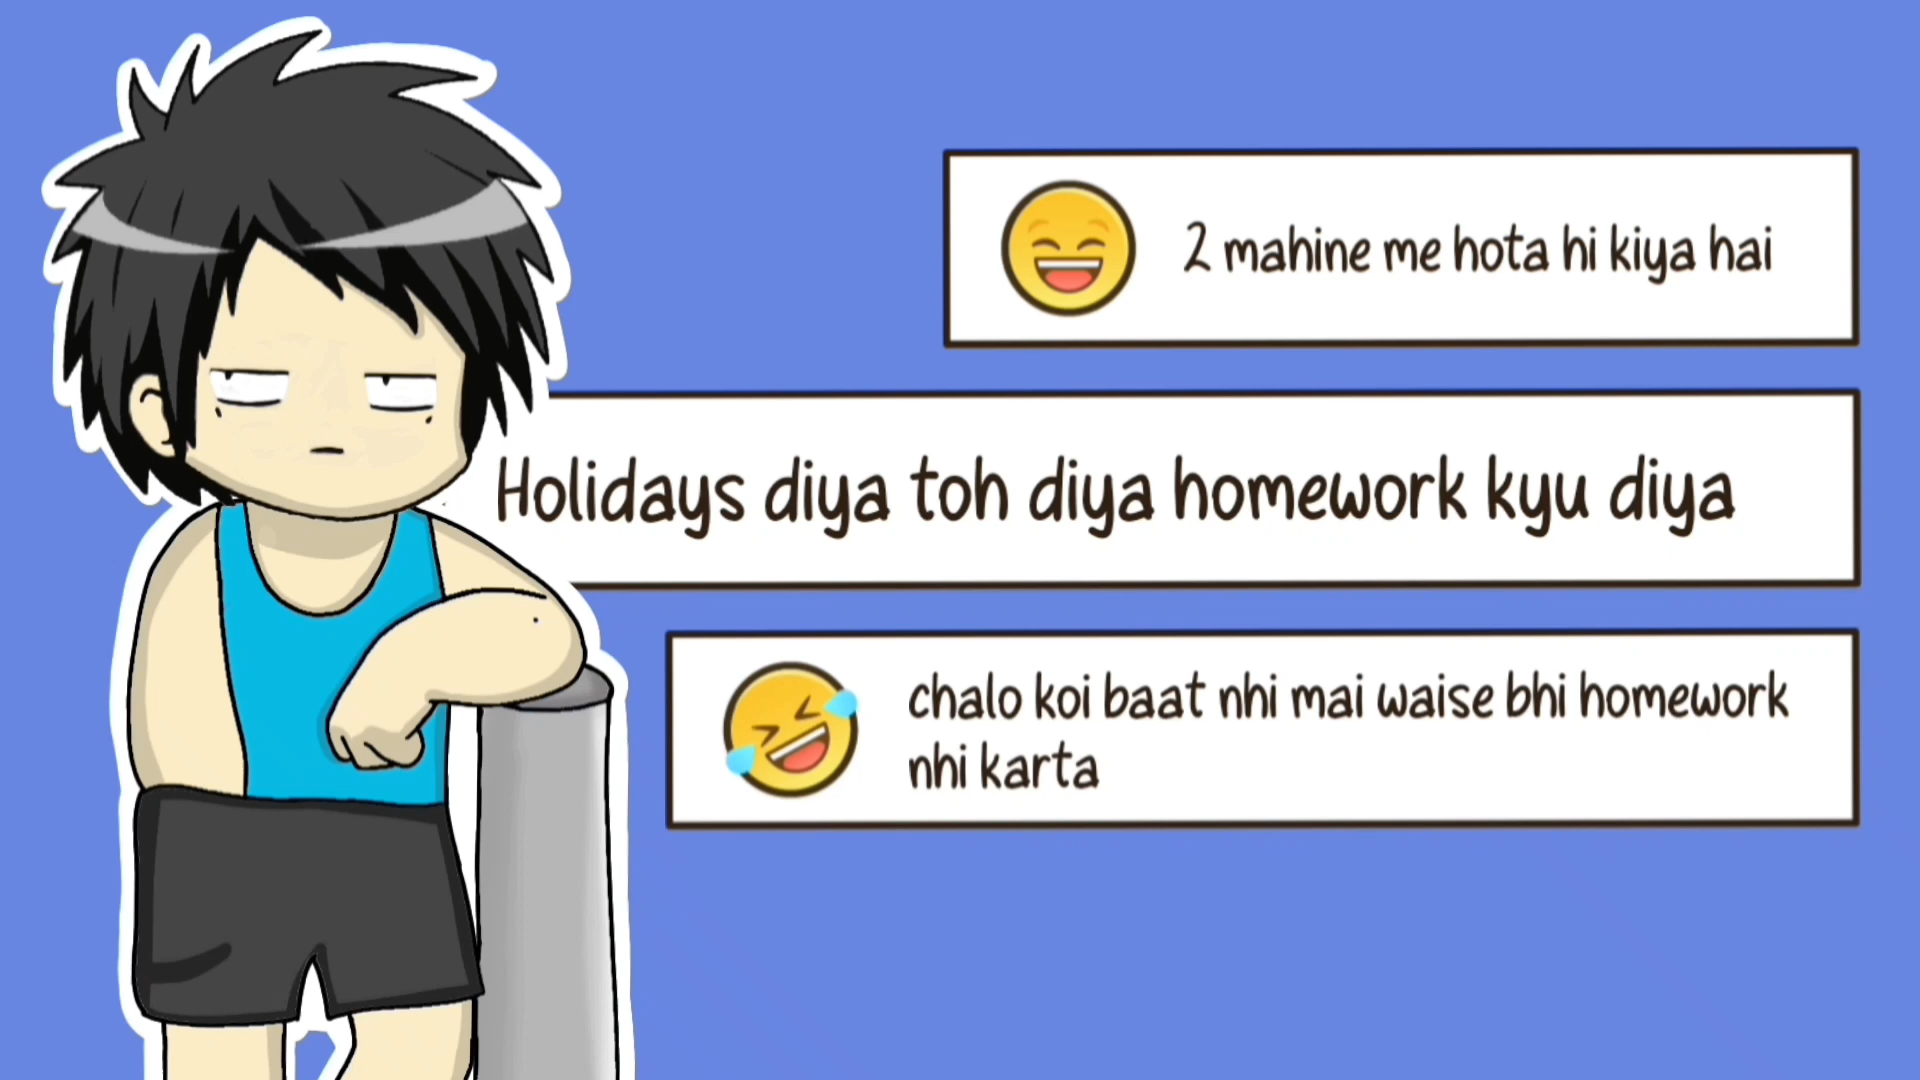 2 mahine me hota hi kiya hai
Holidays diya toh diya homework kyu diya
chalo koi baat nhi mai waise bhi homework
nhi karta